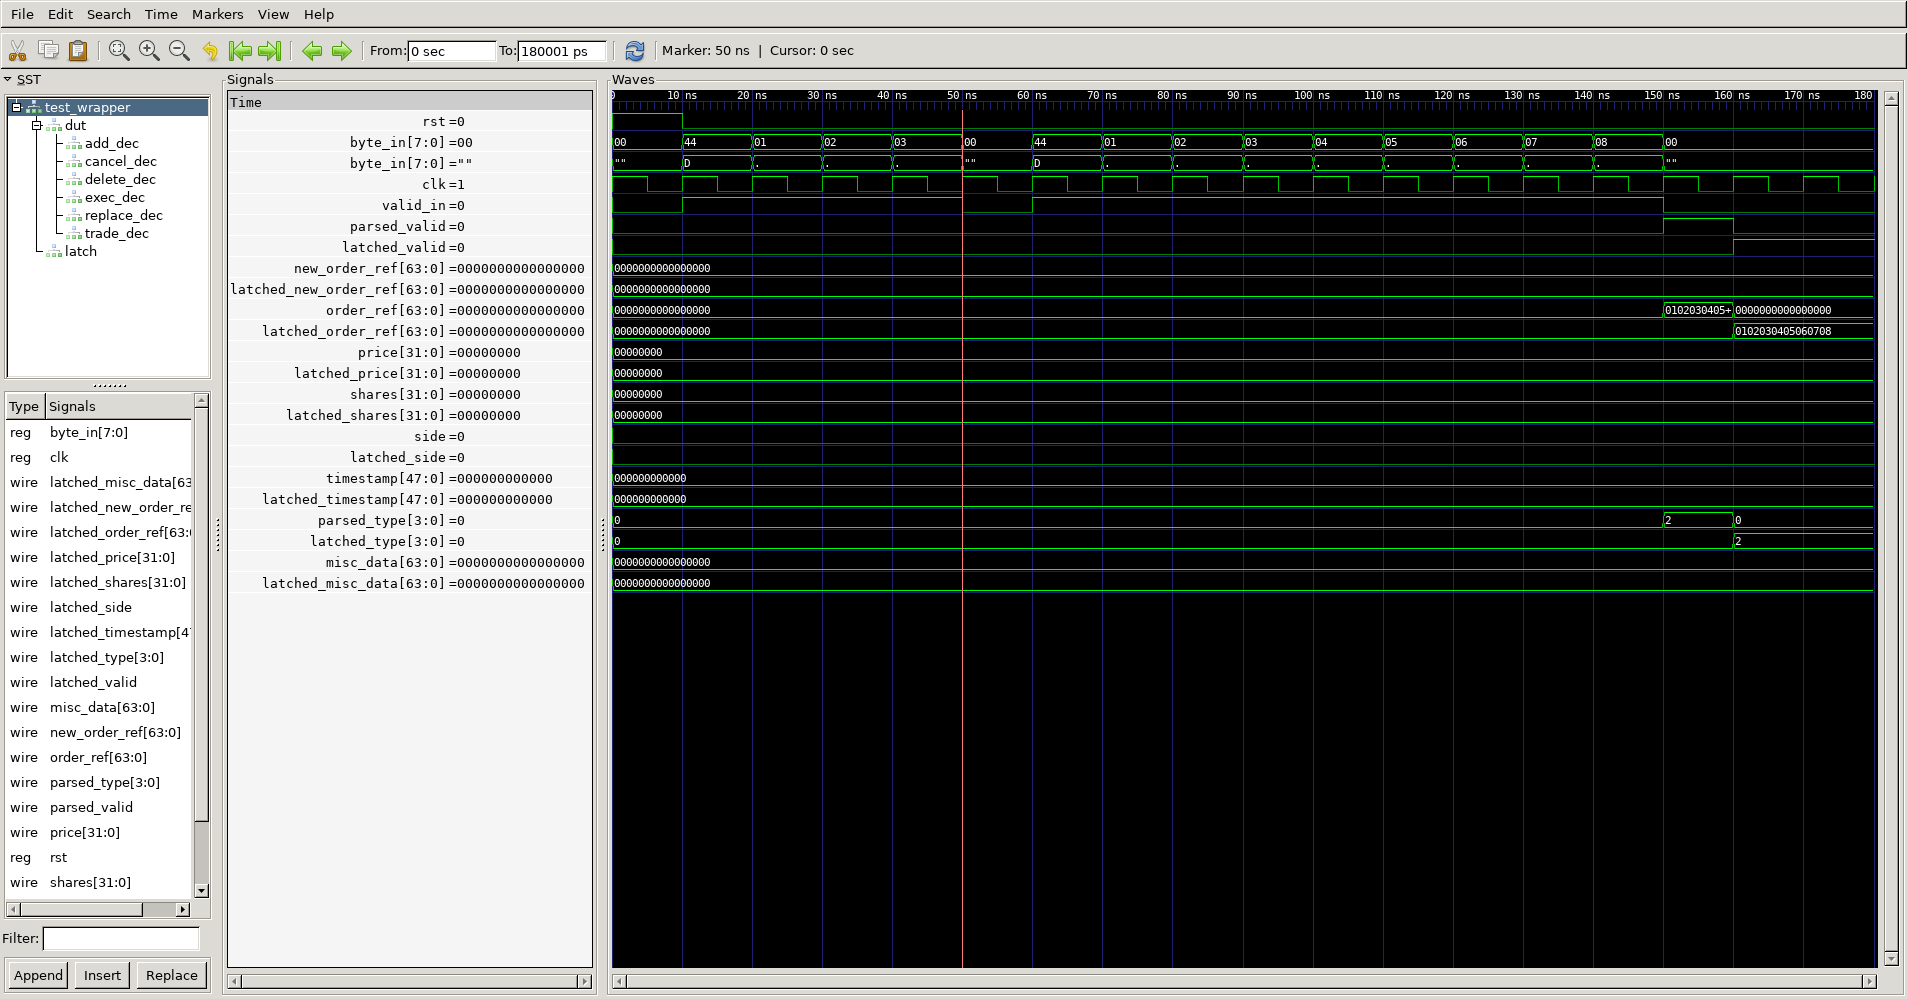 File Edit Search Time Markers View Help
From: 0 sec To: 180001 ps Marker: 50 ns | Cursor: 0 sec
SST
test_wrapper
dut
add_dec
cancel_dec
delete_dec
exec_dec
replace_dec
trade_dec
latch
Type Signals
reg byte_in[7:0]
reg clk
wire latched_misc_data[63
wire latched_new_order_re
wire latched_order_ref[63:
wire latched_price[31:0]
wire latched_shares[31:0]
wire latched_side
wire latched_timestamp[4
wire latched_type[3:0]
wire latched_valid
wire misc_data[63:0]
wire new_order_ref[63:0]
wire order_ref[63:0]
wire parsed_type[3:0]
wire parsed_valid
wire price[31:0]
reg rst
wire shares[31:0]
Filter:
Append Insert Replace
Signals
Time
rst=0
byte_in[7:0]=00
byte_in[7:0]=""
clk=1
valid_in=0
parsed_valid=0
latched_valid=0
new_order_ref[63:0]=0000000000000000
latched_new_order_ref[63:0]=0000000000000000
order_ref[63:0]=0000000000000000
latched_order_ref[63:0]=0000000000000000
price[31:0]=00000000
latched_price[31:0]=00000000
shares[31:0]=00000000
latched_shares[31:0]=00000000
side=0
latched_side=0
timestamp[47:0]=000000000000
latched_timestamp[47:0]=000000000000
parsed_type[3:0]=0
latched_type[3:0]=0
misc_data[63:0]=0000000000000000
latched_misc_data[63:0]=0000000000000000
Waves
0 10 ns 20 ns 30 ns 40 ns 50 ns 60 ns 70 ns 80 ns 90 ns 100 ns 110 ns 120 ns 130 ns 140 ns 150 ns 160 ns 170 ns 180
00 44 01 02 03 00 44 01 02 03 04 05 06 07 08 00
"" D . . . "" D . . . . . . . . ""
0000000000000000
0000000000000000
0000000000000000 0102030405+ 0000000000000000
0000000000000000 0102030405060708
00000000
00000000
00000000
00000000
000000000000
000000000000
0 2 0
0 2
0000000000000000
0000000000000000